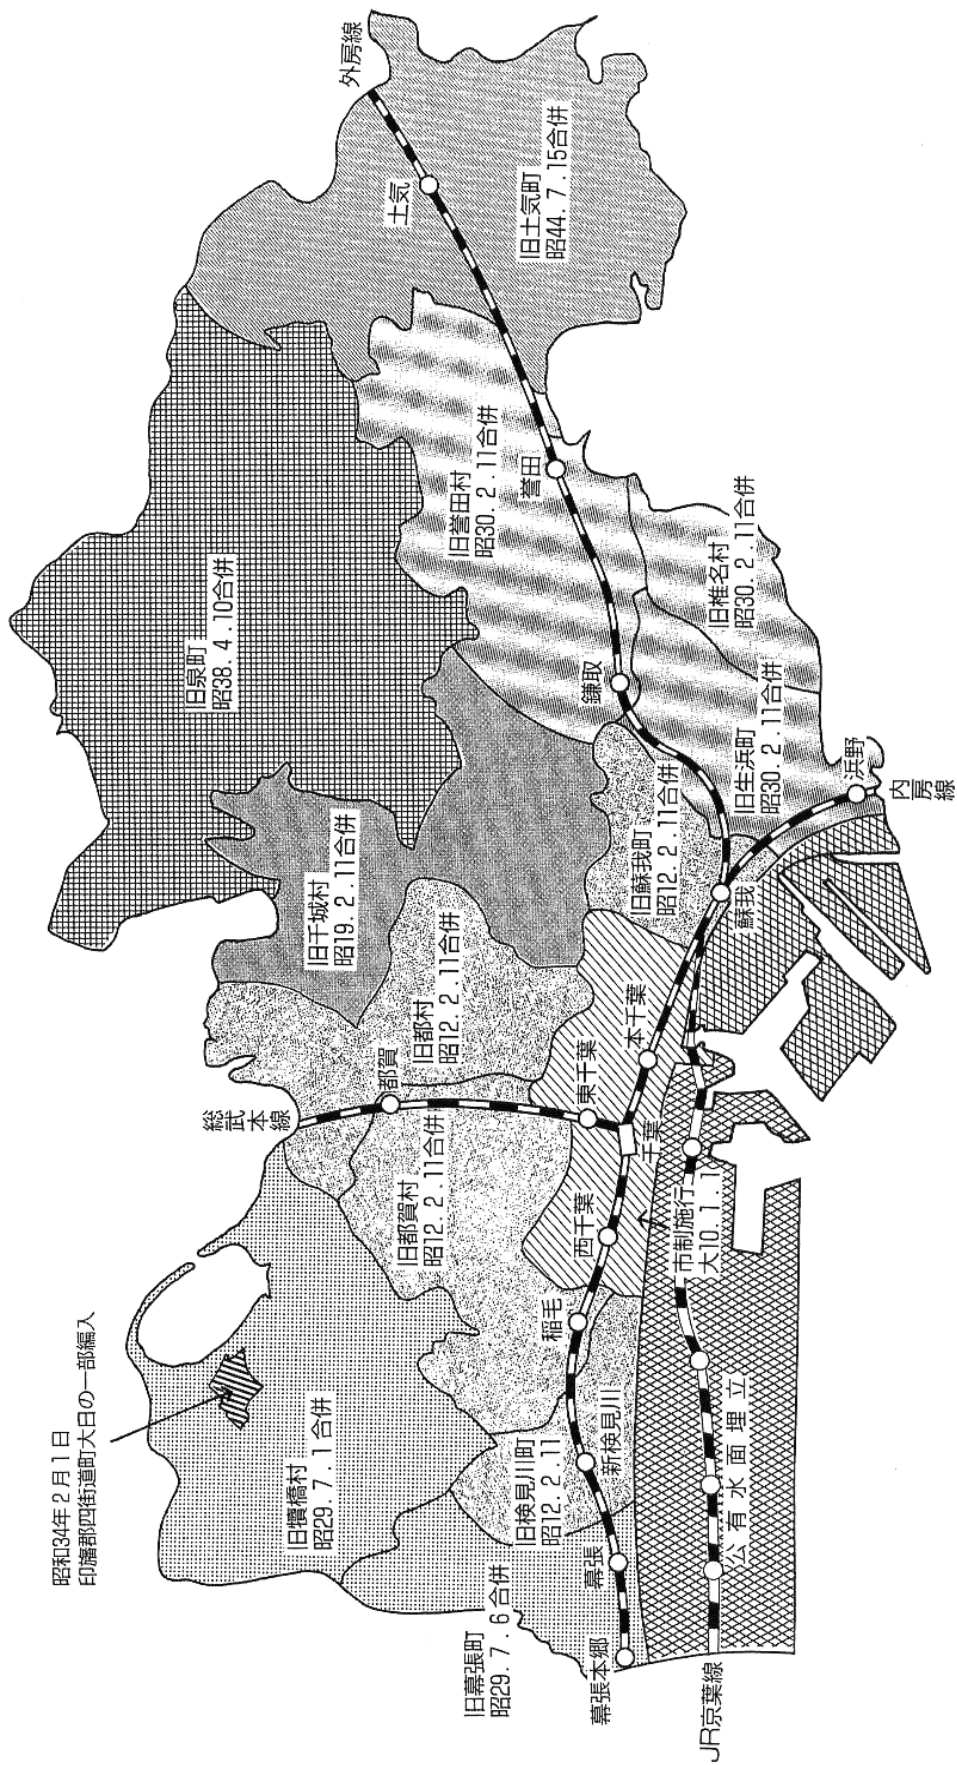 昭和34年2月1日
印旛郡四街道町大日の一部編入
旧幕張町
昭29.7.6合併
幕張本郷
JR京葉線
旧犢橋村
昭29.7.1合併
旧検見川町
昭12.2.11
幕張
新検見川
公有水面埋立
稲毛
西千葉
市制施行
大10.1.1
旧都賀村
昭12.2.11合併
総武本線
都賀
東千葉
千葉
本千葉
旧都村
昭12.2.11合併
旧千城村
昭19.2.11合併
旧蘇我町
昭12.2.11合併
蘇我
旧泉町
昭38.4.10合併
鎌取
旧生浜町
昭30.2.11合併
浜野
内房線
旧椎名村
昭30.2.11合併
旧誉田村
昭30.2.11合併
誉田
土気
旧土気町
昭44.7.15合併
外房線